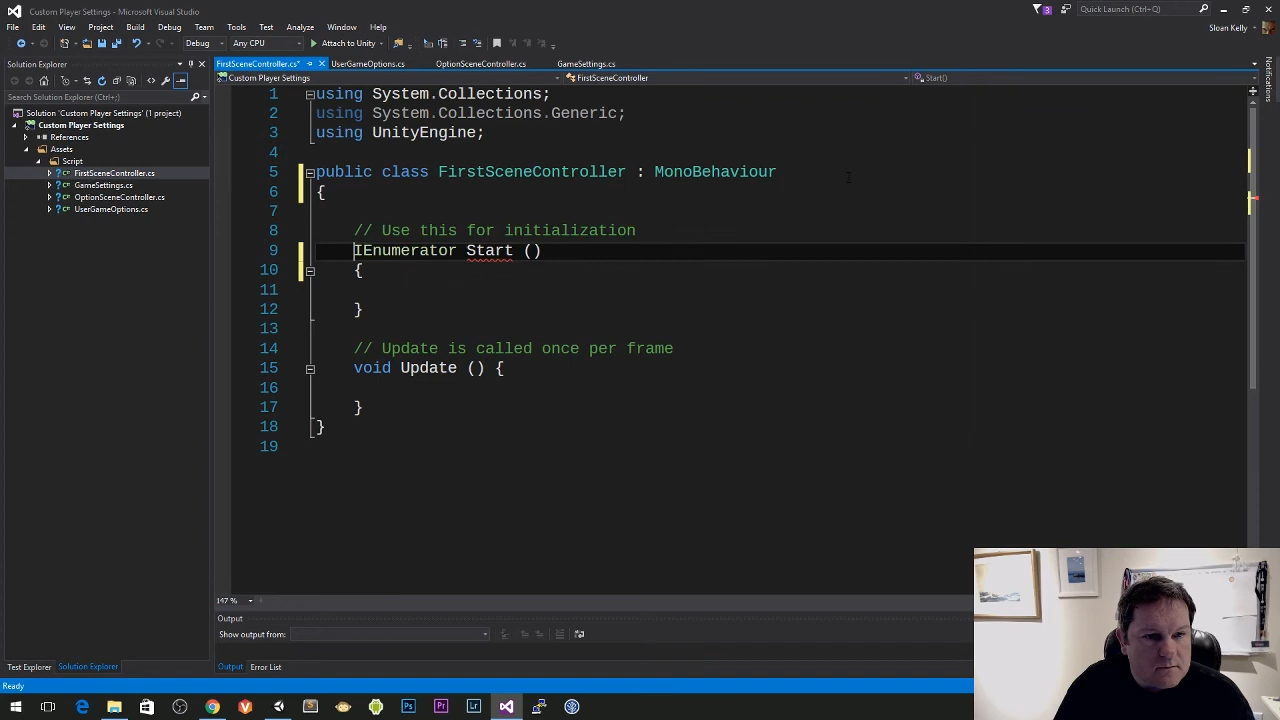 Custom Player Settings - Microsoft Visual Studio
3
Quick Launch (Ctrl+Q)
File Edit View Project Build Debug Team Tools Test Analyze Window Help
Sloan Kelly
Debug Any CPU Attach to Unity
Solution Explorer
FirstSceneController.cs* UserGameOptions.cs OptionSceneController.cs GameSettings.cs
Custom Player Settings FirstSceneController Start()
Search Solution Explorer (Ctrl+;)
Solution 'Custom Player Settings' (1 project)
Custom Player Settings
References
Assets
Script
FirstSceneController.cs
GameSettings.cs
OptionSceneController.cs
UserGameOptions.cs
1 using System.Collections;
2 using System.Collections.Generic;
3 using UnityEngine;
4
5 public class FirstSceneController : MonoBehaviour
6 {
7
8 // Use this for initialization
9 IEnumerator Start ()
10 {
11
12 }
13
14 // Update is called once per frame
15 void Update () {
16
17 }
18 }
19
Notifications
147 %
Output
Show output from:
Test Explorer Solution Explorer
Output Error List
Ready